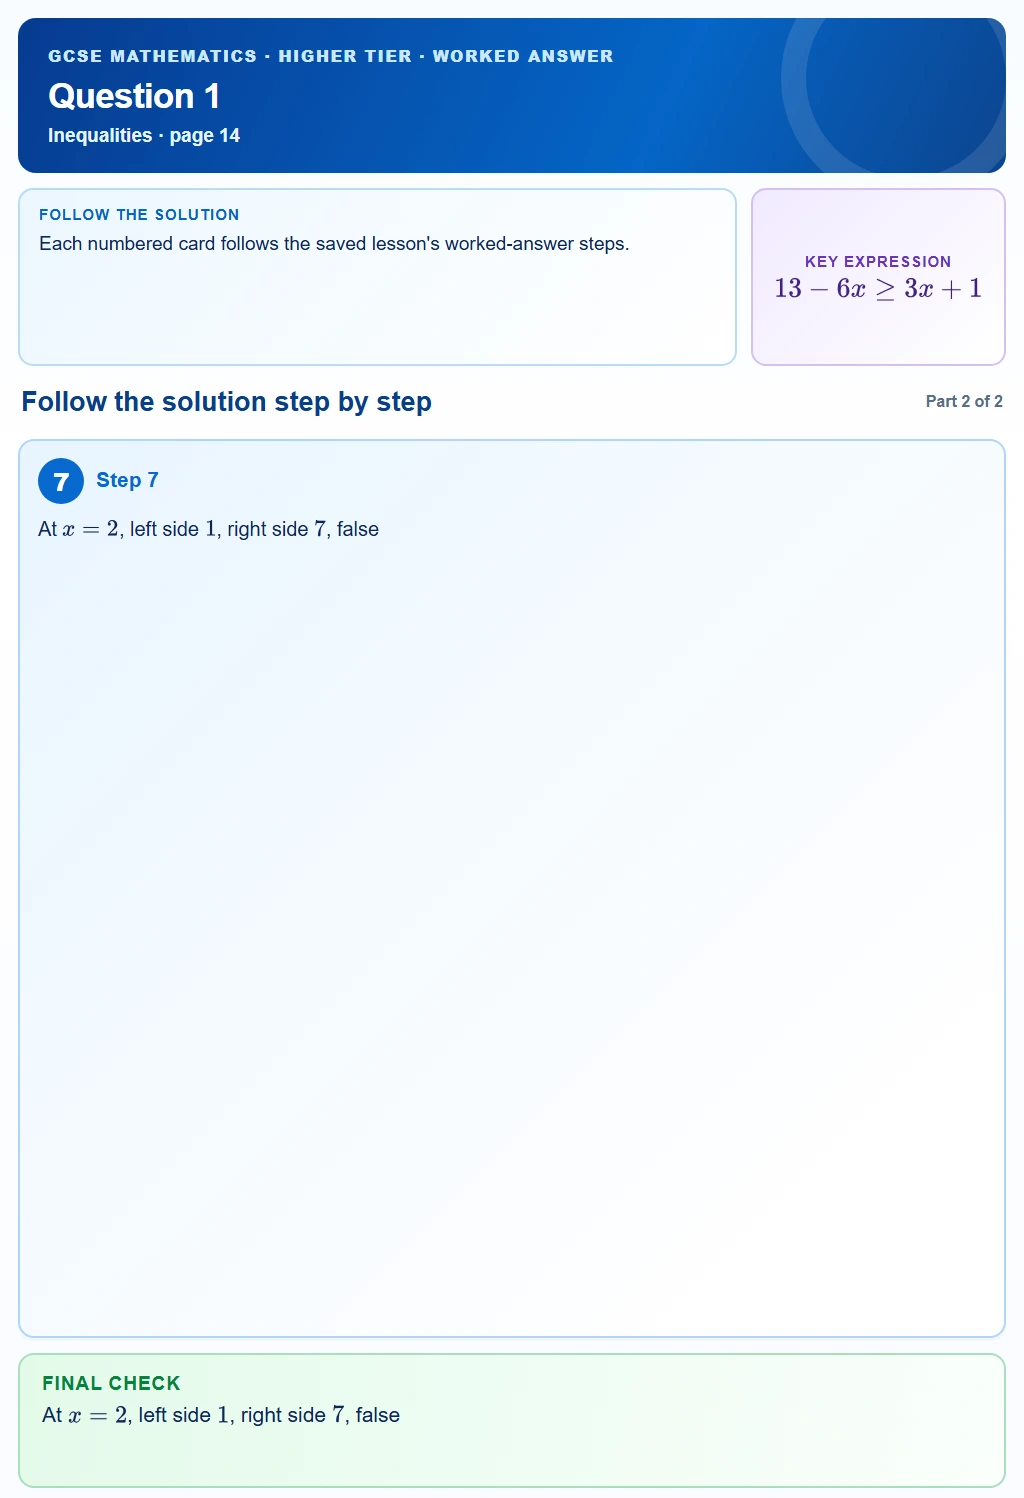 GCSE MATHEMATICS · HIGHER TIER · WORKED ANSWER
Question 1
Inequalities · page 14
FOLLOW THE SOLUTION
Each numbered card follows the saved lesson's worked-answer steps.
KEY EXPRESSION
13 − 6x ≥ 3x + 1
Follow the solution step by step
Part 2 of 2
7 Step 7
At x = 2, left side 1, right side 7, false
FINAL CHECK
At x = 2, left side 1, right side 7, false